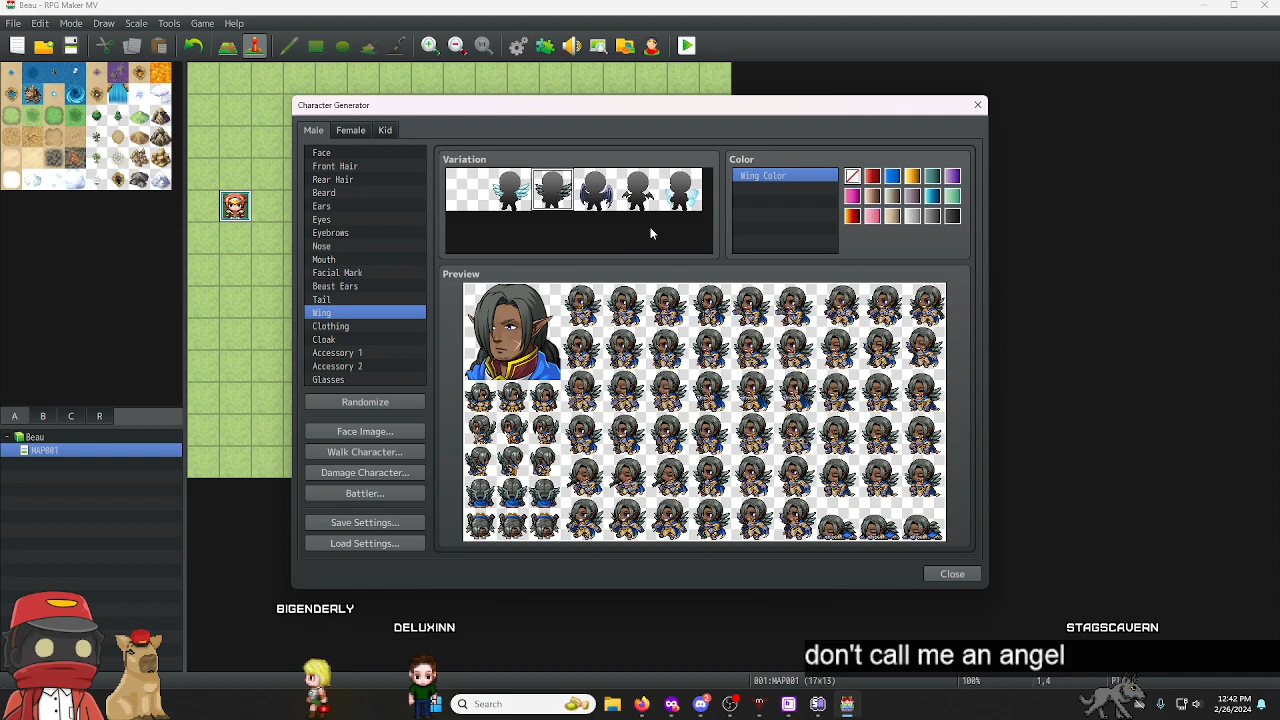 Beau - RPG Maker MV
File Edit Mode Draw Scale Tools Game Help
Character Generator
Male Female Kid
Face
Front Hair
Rear Hair
Beard
Ears
Eyes
Eyebrows
Nose
Mouth
Facial Mark
Beast Ears
Tail
Wing
Clothing
Cloak
Accessory 1
Accessory 2
Glasses
Randomize
Face Image...
Walk Character...
Damage Character...
Battler...
Save Settings...
Load Settings...
Variation
Color
Wing Color
Preview
Close
A B C R
Beau
MAP001
BIGENDERLY
DELUXINN
STAGSCAVERN
don't call me an angel
001:MAP001 (17x13) 100% 1,4
Search
12:42 PM
2/26/2024